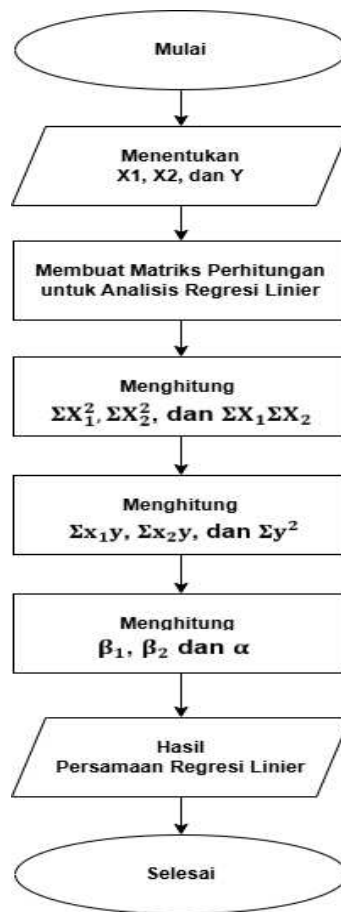 Mulai
Menentukan
X1, X2, dan Y
Membuat Matriks Perhitungan
untuk Analisis Regresi Linier
Menghitung
ΣX₁², ΣX₂², dan ΣX₁ΣX₂
Menghitung
Σx₁y, Σx₂y, dan Σy²
Menghitung
β₁, β₂ dan α
Hasil
Persamaan Regresi Linier
Selesai